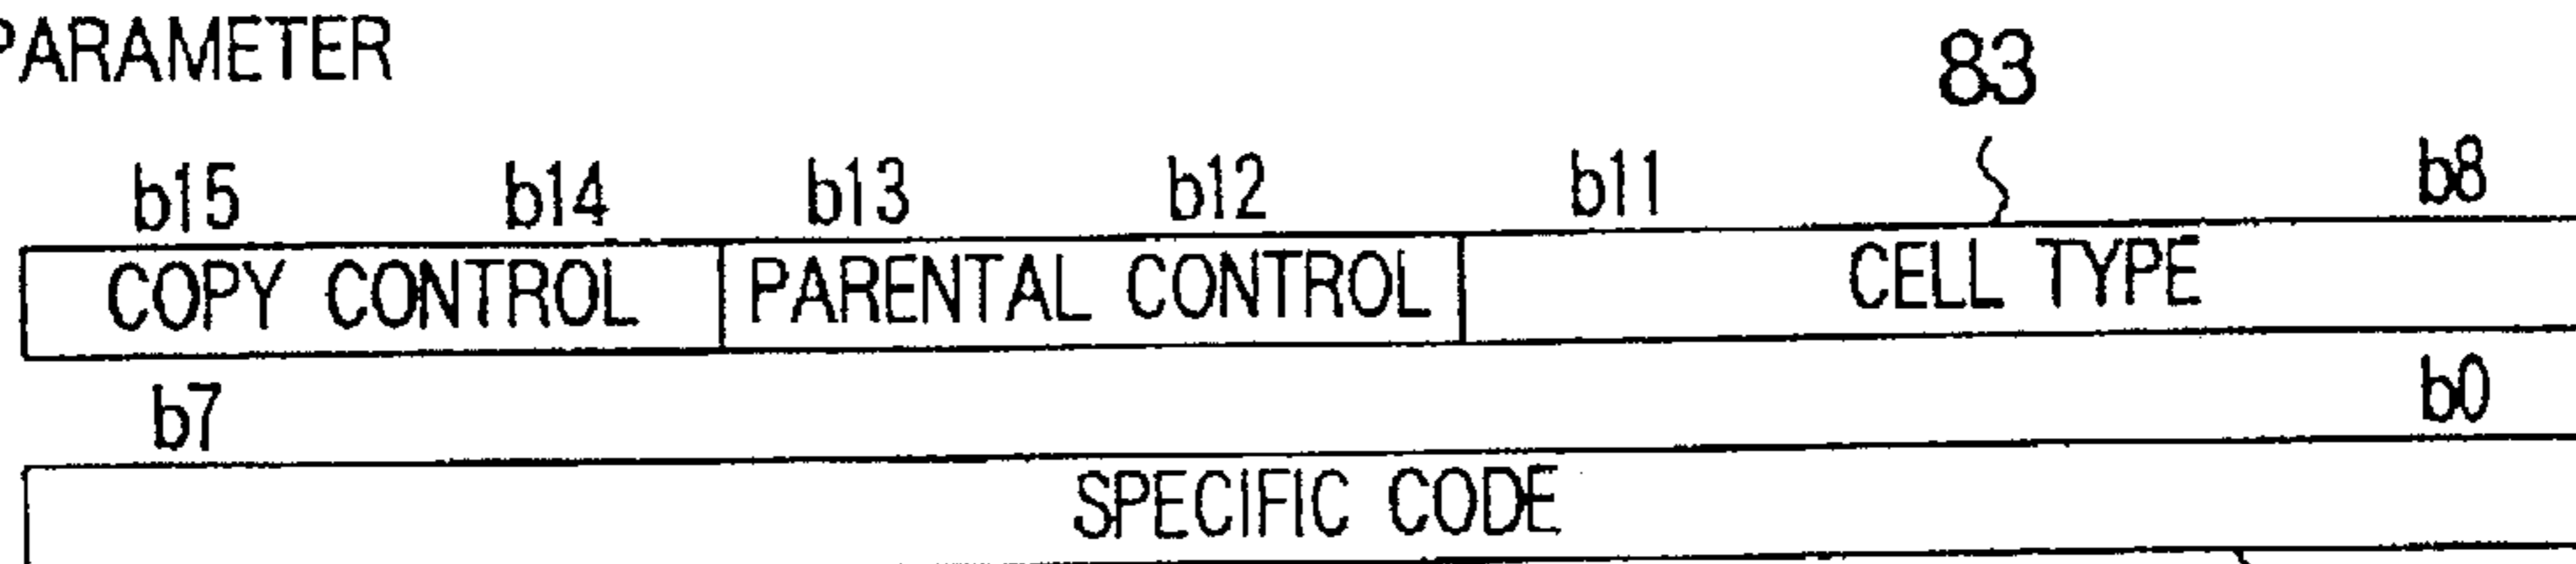 PARAMETER
83
b15 b14 b13 b12 b11 b8
COPY CONTROL PARENTAL CONTROL CELL TYPE
b7 b0
SPECIFIC CODE